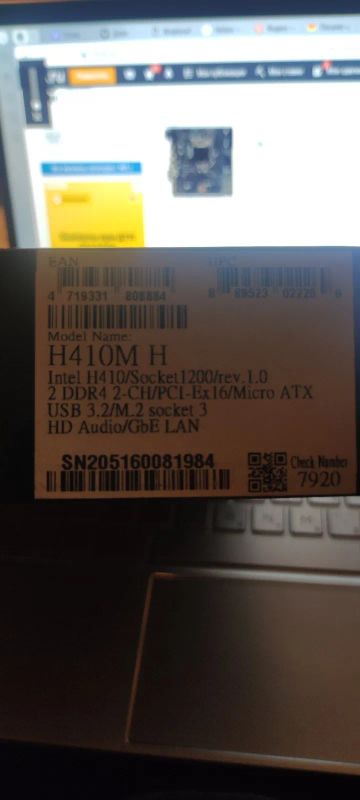 EAN
UPC
4 719331 808884
8 89523 02220 6
Model Name:
H410M H
Intel H410/Socket1200/rev.1.0
2 DDR4 2-CH/PCI-Ex16/Micro ATX
USB 3.2/M.2 socket 3
HD Audio/GbE LAN
SN205160081984
Check Number
7920